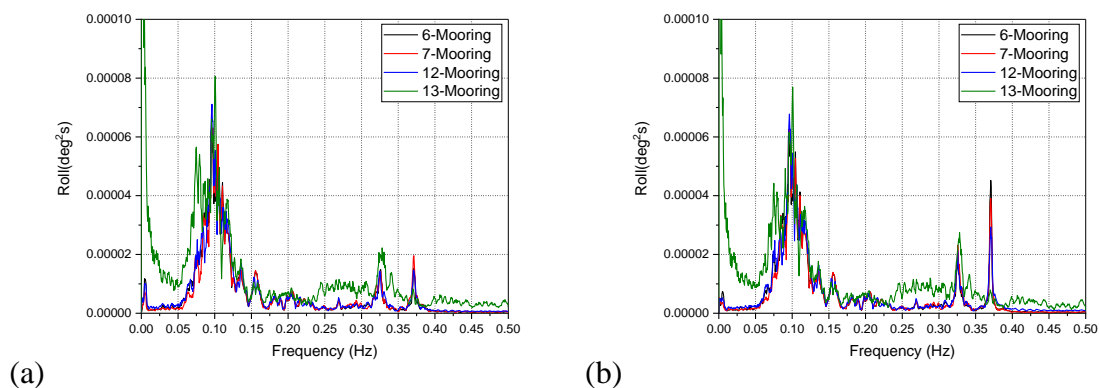 0.00010
0.00008
0.00006
0.00004
0.00002
0.00000
Roll(deg²s)
6-Mooring
7-Mooring
12-Mooring
13-Mooring
0.00 0.05 0.10 0.15 0.20 0.25 0.30 0.35 0.40 0.45 0.50
Frequency (Hz)
(a)
0.00010
0.00008
0.00006
0.00004
0.00002
0.00000
Roll(deg²s)
6-Mooring
7-Mooring
12-Mooring
13-Mooring
0.00 0.05 0.10 0.15 0.20 0.25 0.30 0.35 0.40 0.45 0.50
Frequency (Hz)
(b)